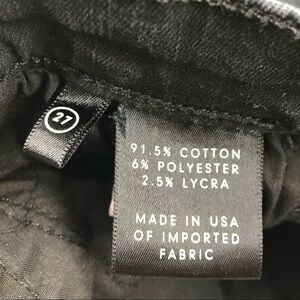 27
91.5% COTTON
6% POLYESTER
2.5% LYCRA
MADE IN USA
OF IMPORTED
FABRIC